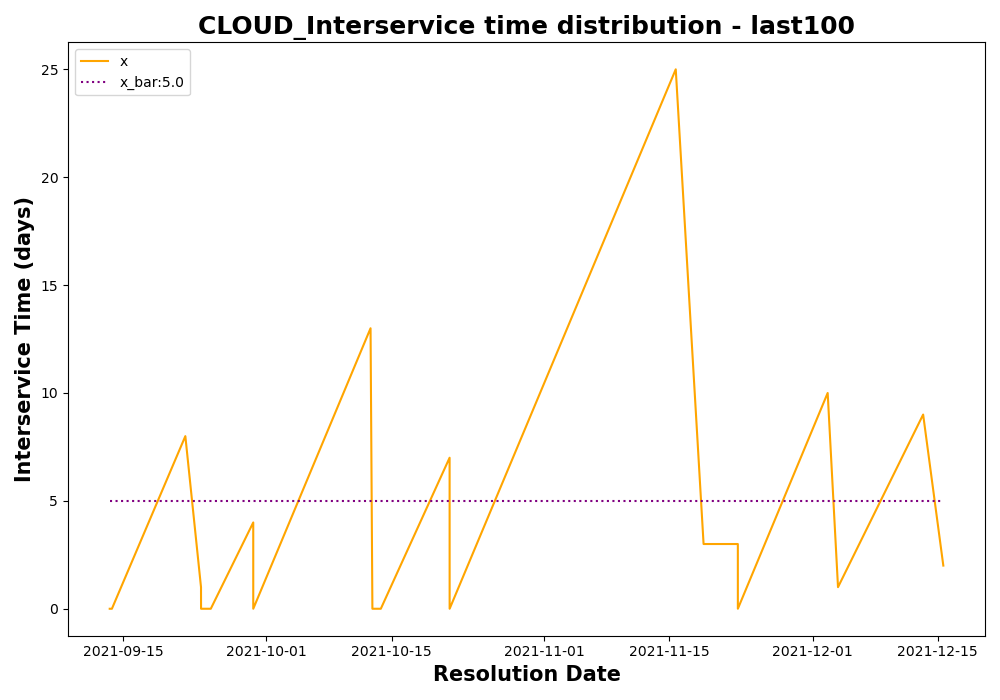 CLOUD_Interservice time distribution - last100
x
x_bar:5.0
Interservice Time (days)
25
20
15
10
5
0
2021-09-15
2021-10-01
2021-10-15
2021-11-01
2021-11-15
2021-12-01
2021-12-15
Resolution Date